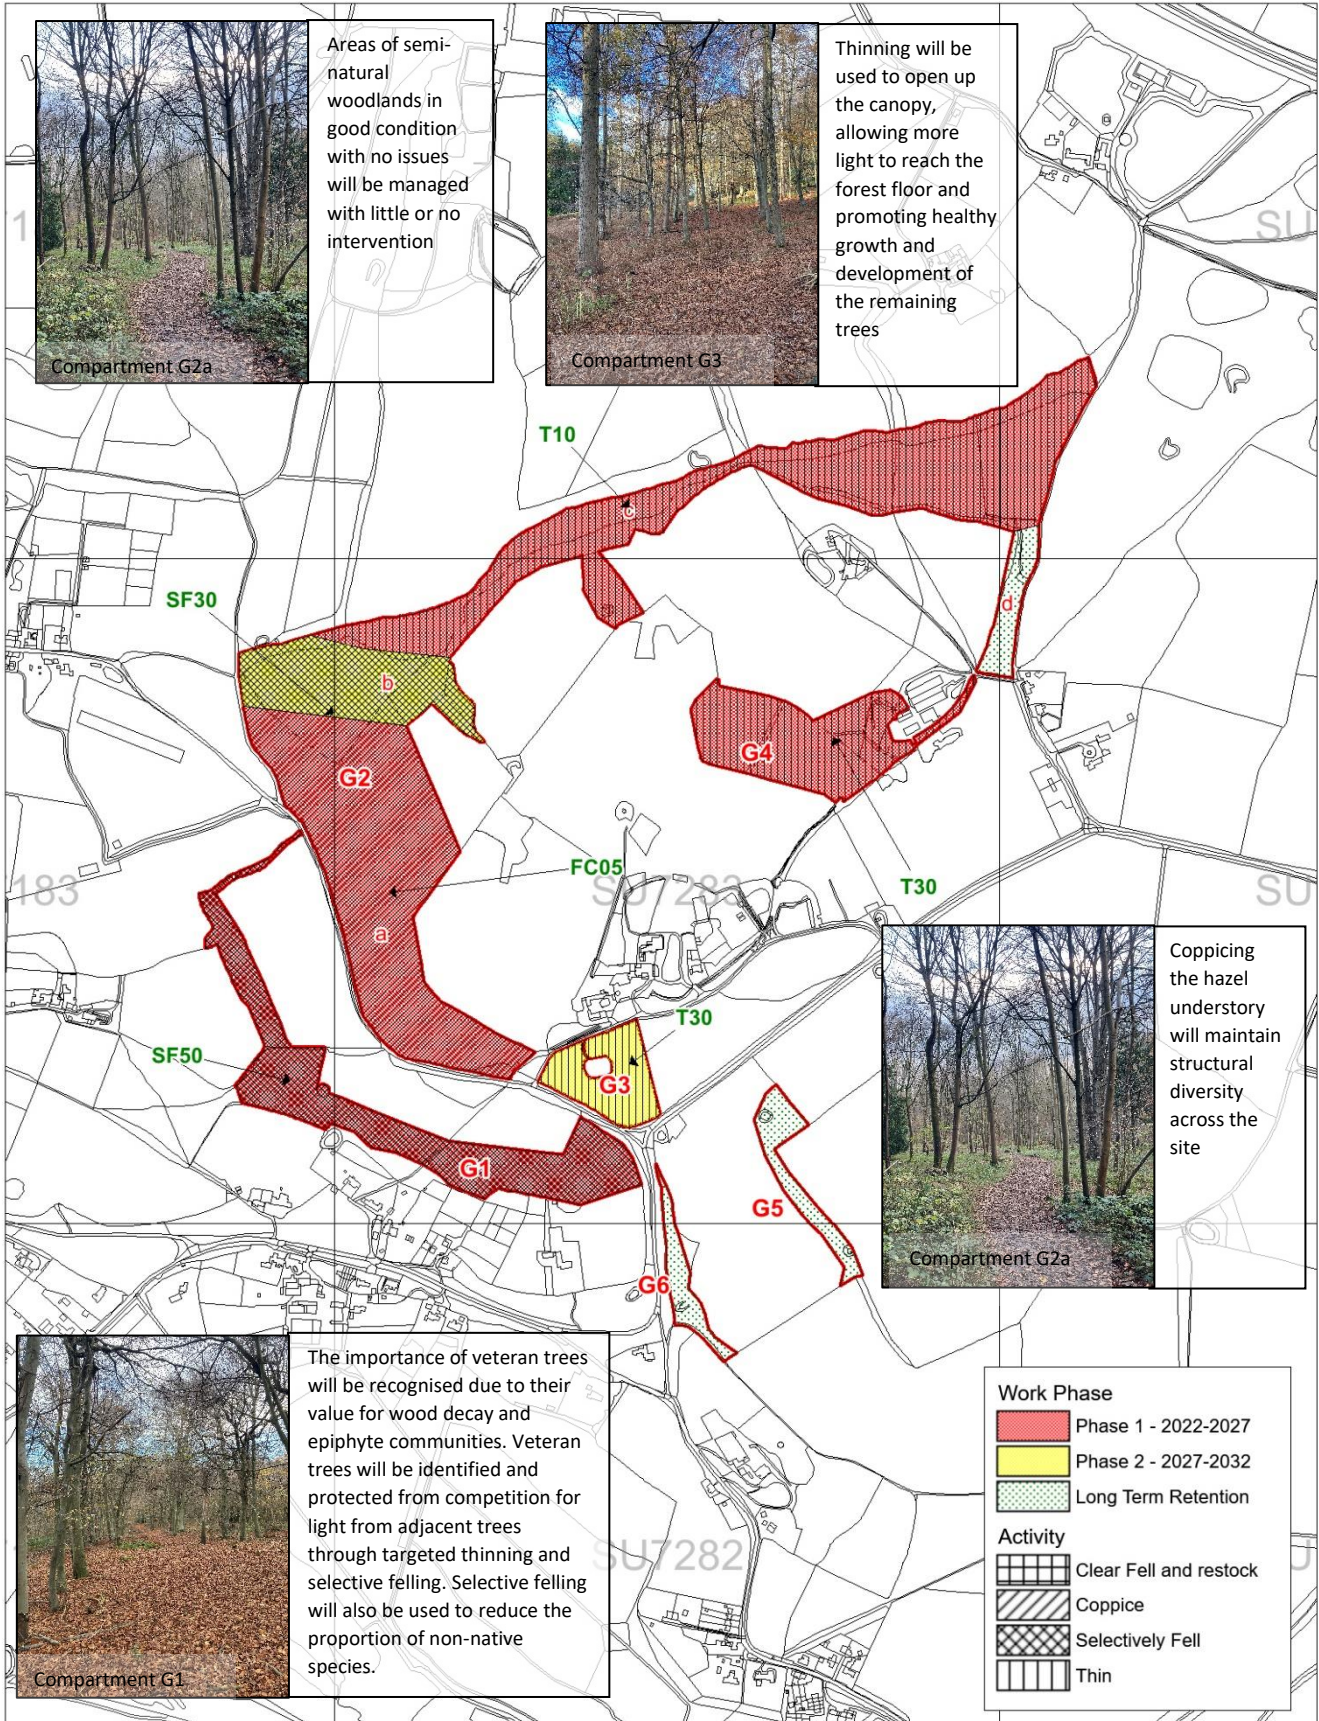 Areas of semi-
natural
woodlands in
good condition
with no issues
will be managed
with little or no
intervention
Compartment G2a
Thinning will be
used to open up
the canopy,
allowing more
light to reach the
forest floor and
promoting healthy
growth and
development of
the remaining
trees
Compartment G3
SU
T10
c
SF30
d
b
G2
G4
FC05
183
SU7283
T30
SU
a
Coppicing
the hazel
understory
will maintain
structural
diversity
across the
site
Compartment G2a
T30
SF50
G3
G1
G5
G6
The importance of veteran trees
will be recognised due to their
value for wood decay and
epiphyte communities. Veteran
trees will be identified and
protected from competition for
light from adjacent trees
through targeted thinning and
selective felling. Selective felling
will also be used to reduce the
proportion of non-native
species.
Compartment G1
SU7282
Work Phase
Phase 1 - 2022-2027
Phase 2 - 2027-2032
Long Term Retention
Activity
Clear Fell and restock
Coppice
Selectively Fell
Thin